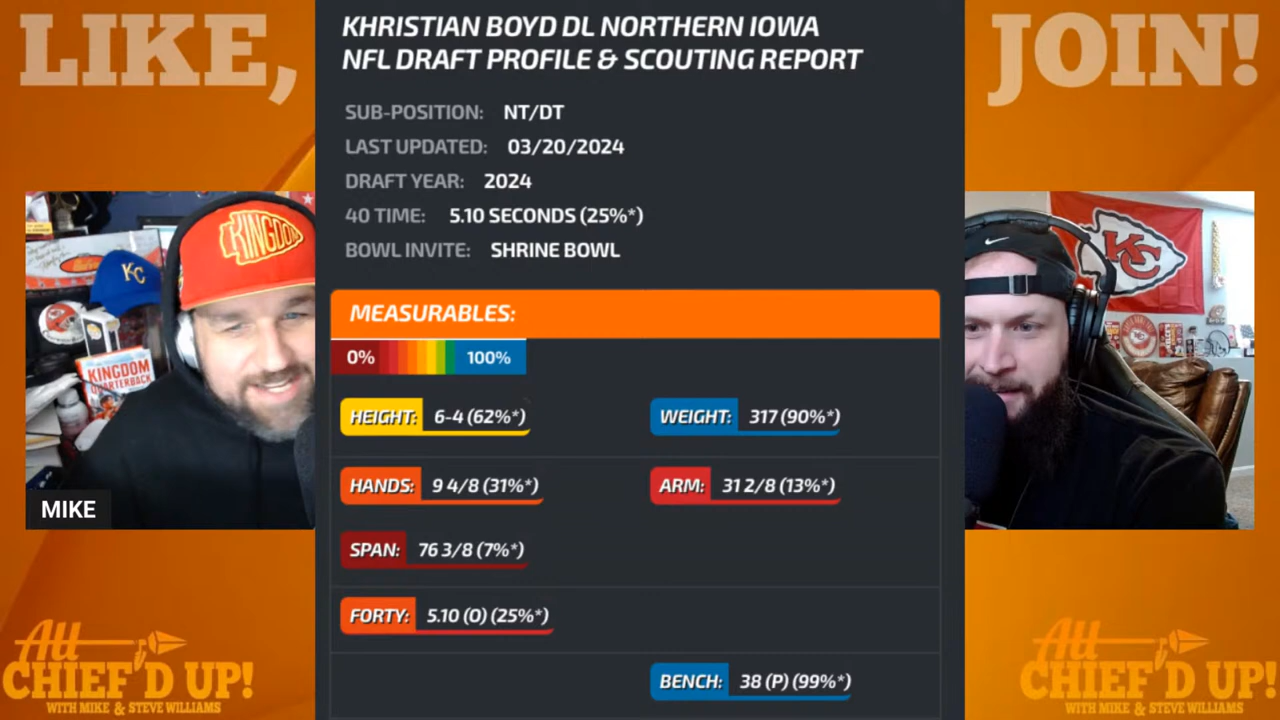 LIKE,
JOIN!
KHRISTIAN BOYD DL NORTHERN IOWA
NFL DRAFT PROFILE & SCOUTING REPORT
SUB-POSITION: NT/DT
LAST UPDATED: 03/20/2024
DRAFT YEAR: 2024
40 TIME: 5.10 SECONDS (25%*)
BOWL INVITE: SHRINE BOWL
MEASURABLES:
0% 100%
HEIGHT: 6-4 (62%*)
WEIGHT: 317 (90%*)
HANDS: 9 4/8 (31%*)
ARM: 31 2/8 (13%*)
SPAN: 76 3/8 (7%*)
FORTY: 5.10 (O) (25%*)
BENCH: 38 (P) (99%*)
KINGDOM
KC
KINGDOM
QUARTERBACK
MIKE
KC
All
CHIEF'D UP!
WITH MIKE & STEVE WILLIAMS
All
CHIEF'D UP!
WITH MIKE & STEVE WILLIAMS